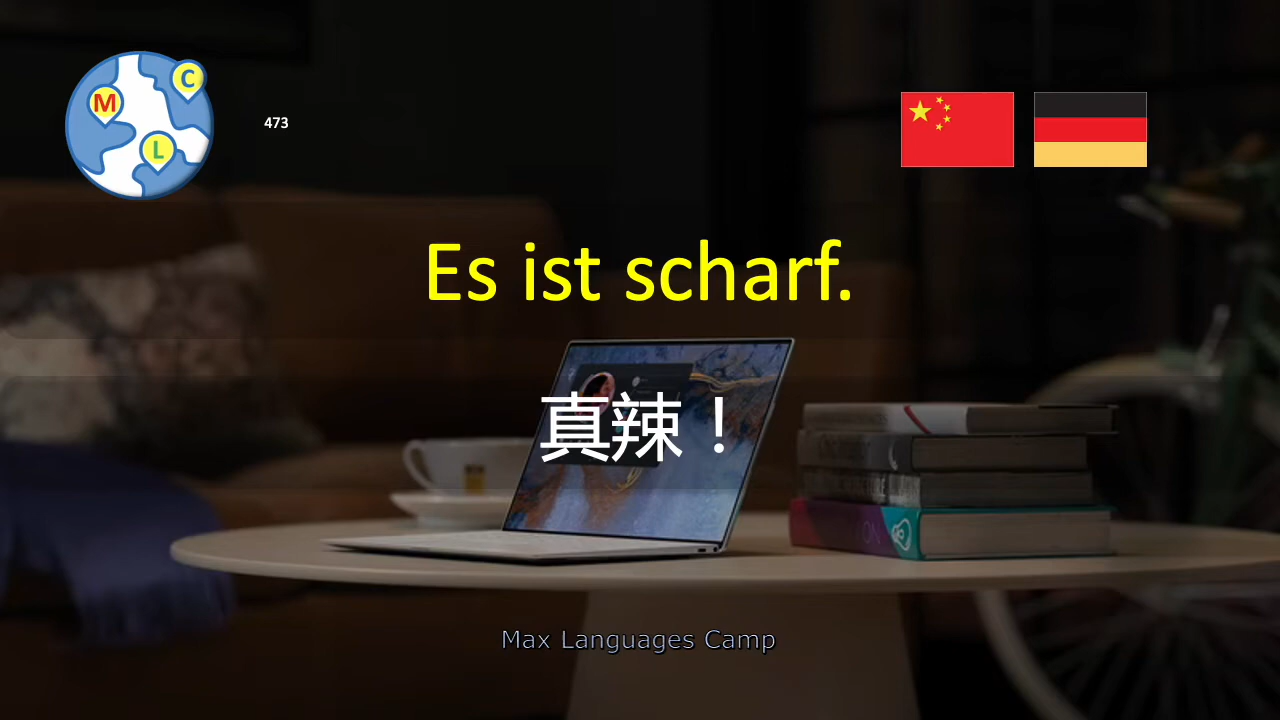 C
M
L
473
Es ist scharf.
真辣！
Max Languages Camp